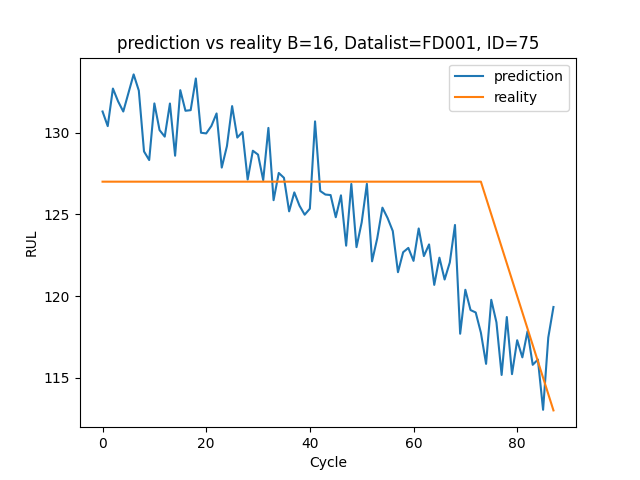 prediction vs reality B=16, Datalist=FD001, ID=75
prediction
reality
RUL
130
125
120
115
0 20 40 60 80
Cycle